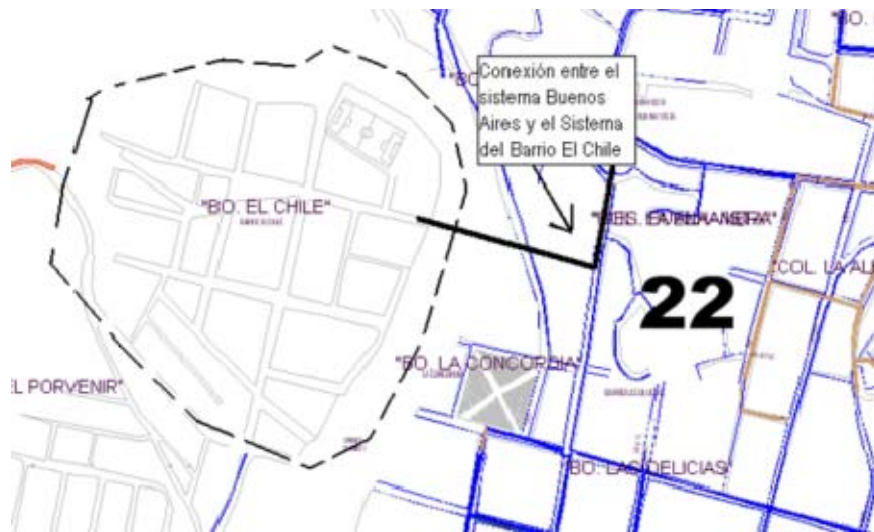 "BO.
Conexión entre el
sistema Buenos
Aires y el Sistema
del Barrio El Chile
"BO. EL CHILE"
"COL. LA AL
22
"BO. LA CONCORDIA"
EL PORVENIR"
"BO. LAS DELICIAS"